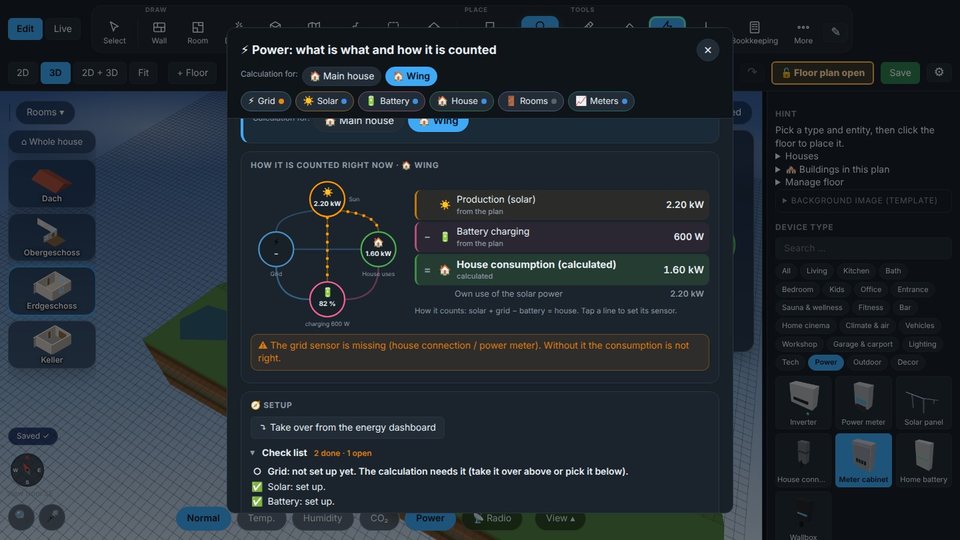 DRAW
PLACE
TOOLS
Edit
Live
Select
Wall
Room
Bookkeeping
More
2D
3D
2D + 3D
Fit
+ Floor
Floor plan open
Save
Rooms ▾
⌂ Whole house
Dach
Obergeschoss
Erdgeschoss
Keller
Saved ✓
N
W
E
S
⚡ Power: what is what and how it is counted
Calculation for:
Main house
Wing
Grid
Solar
Battery
House
Rooms
Meters
Calculation for:
Main house
Wing
HOW IT IS COUNTED RIGHT NOW · WING
2.20 kW
Sun
–
Grid
1.60 kW
House uses
82 %
charging 600 W
Production (solar)
from the plan
2.20 kW
– Battery charging
from the plan
600 W
= House consumption (calculated)
calculated
1.60 kW
Own use of the solar power
2.20 kW
How it counts: solar + grid − battery = house. Tap a line to set its sensor.
⚠ The grid sensor is missing (house connection / power meter). Without it the consumption is not
right.
SETUP
Take over from the energy dashboard
▼ Check list 2 done · 1 open
Grid: not set up yet. The calculation needs it (take it over above or pick it below).
✅ Solar: set up.
✅ Battery: set up.
Normal
Temp.
Humidity
CO₂
Power
Radio
View ▴
HINT
Pick a type and entity, then click the
floor to place it.
▶ Houses
▶ Buildings in this plan
▶ Manage floor
▶ BACKGROUND IMAGE (TEMPLATE)
DEVICE TYPE
Search ...
All
Living
Kitchen
Bath
Bedroom
Kids
Office
Entrance
Sauna & wellness
Fitness
Bar
Home cinema
Climate & air
Vehicles
Workshop
Garage & carport
Lighting
Tech
Power
Outdoor
Decor
Inverter
Power meter
Solar panel
House conn...
Meter cabinet
Home battery
Wallbox